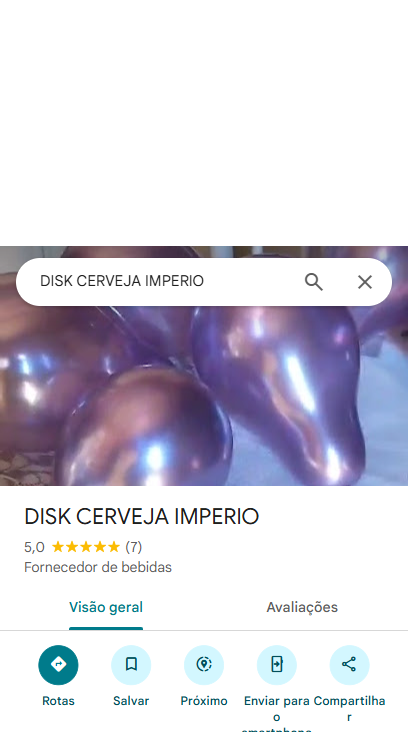 DISK CERVEJA IMPERIO
DISK CERVEJA IMPERIO
5,0 (7)
Fornecedor de bebidas
Visão geral Avaliações
Rotas Salvar Próximo Enviar para o smartphone Compartilhar